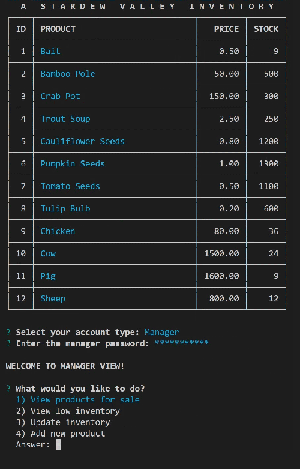 A STARDEW VALLEY INVENTORY
ID PRODUCT PRICE STOCK
1 Bait 0.50 9
2 Bamboo Pole 50.00 500
3 Crab Pot 150.00 300
4 Trout Soup 2.50 250
5 Cauliflower Seeds 0.80 1200
6 Pumpkin Seeds 1.00 1300
7 Tomato Seeds 0.50 1100
8 Tulip Bulb 0.20 600
9 Chicken 80.00 36
10 Cow 1500.00 24
11 Pig 1600.00 9
12 Sheep 800.00 12
? Select your account type: Manager
? Enter the manager password: ***********
WELCOME TO MANAGER VIEW!
? What would you like to do?
1) View products for sale
2) View low inventory
3) Update inventory
4) Add new product
Answer: